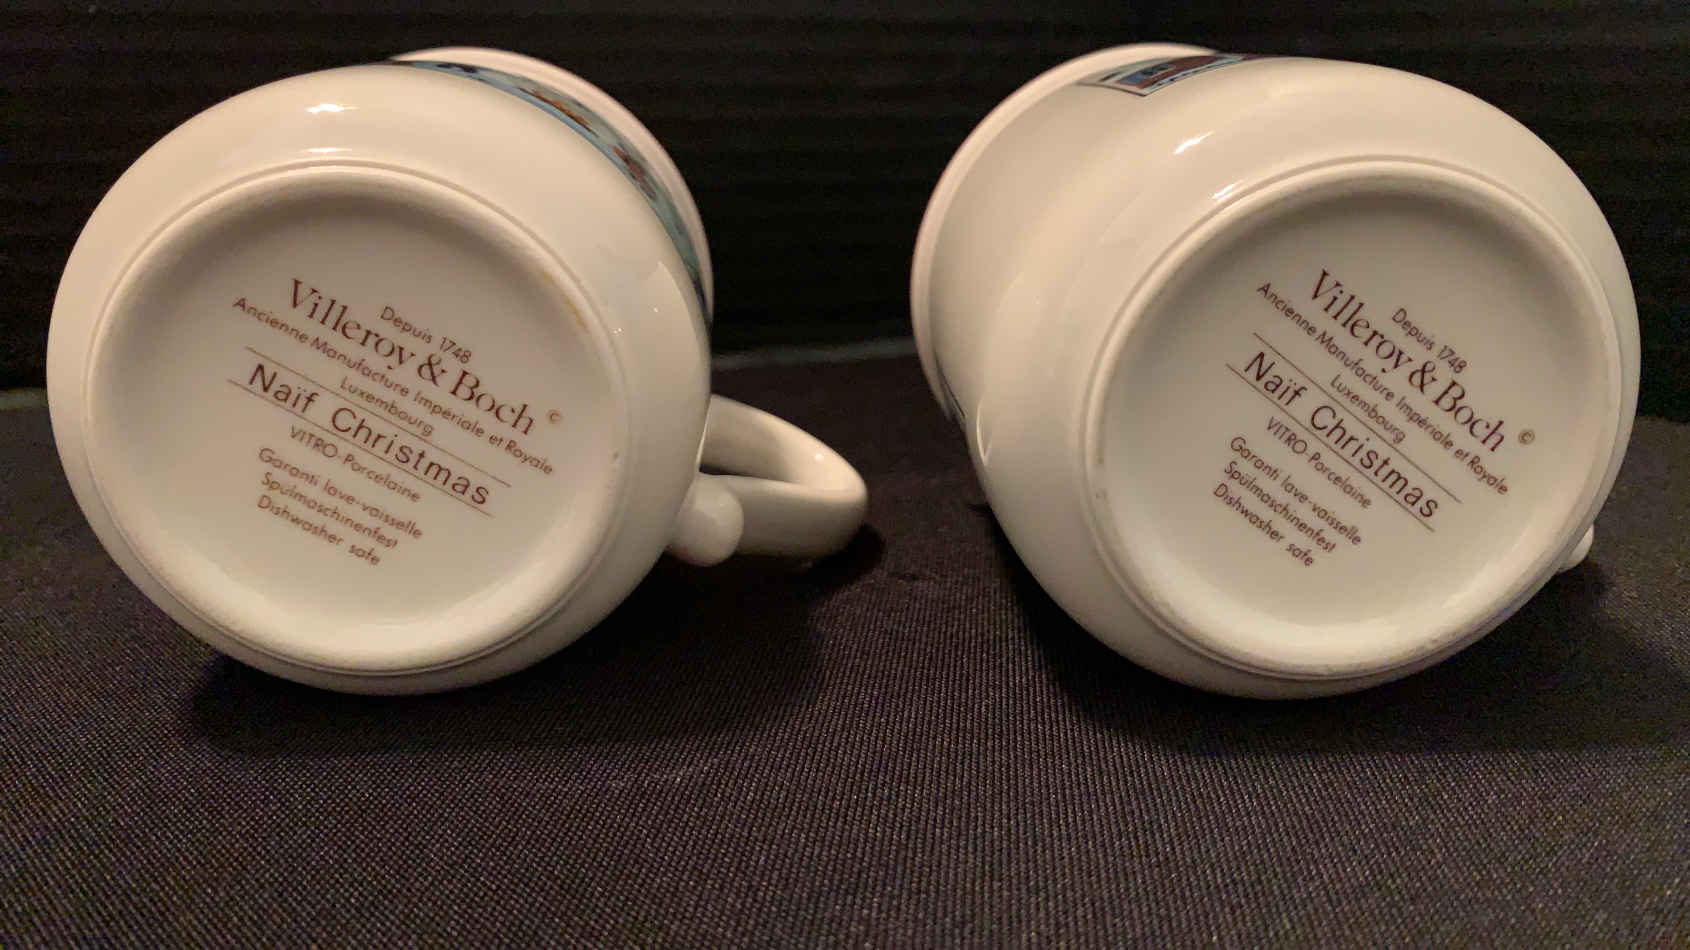 Depuis 1748
Villeroy & Boch ©
Ancienne Manufacture Impériale et Royale
Luxembourg
Naïf Christmas
VITRO-Porcelaine
Garanti lave-vaisselle
Spülmaschinenfest
Dishwasher safe
Depuis 1748
Villeroy & Boch ©
Ancienne Manufacture Impériale et Royale
Luxembourg
Naïf Christmas
VITRO-Porcelaine
Garanti lave-vaisselle
Spülmaschinenfest
Dishwasher safe